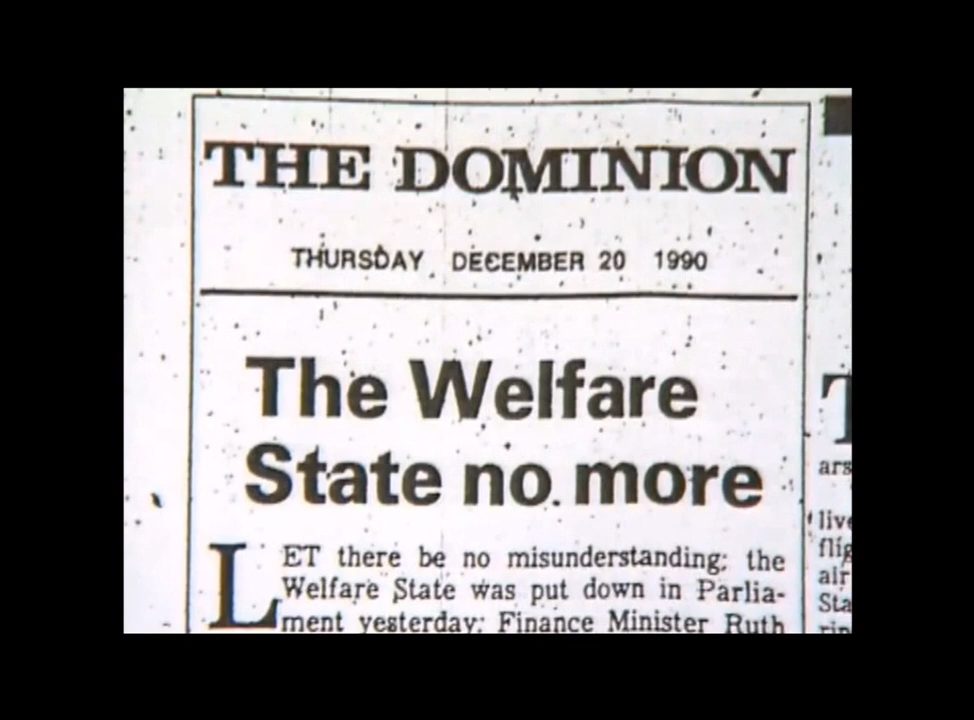 THE DOMINION
THURSDAY DECEMBER 20 1990
The Welfare
State no more
LET there be no misunderstanding: the
Welfare State was put down in Parlia-
ment yesterday: Finance Minister Ruth